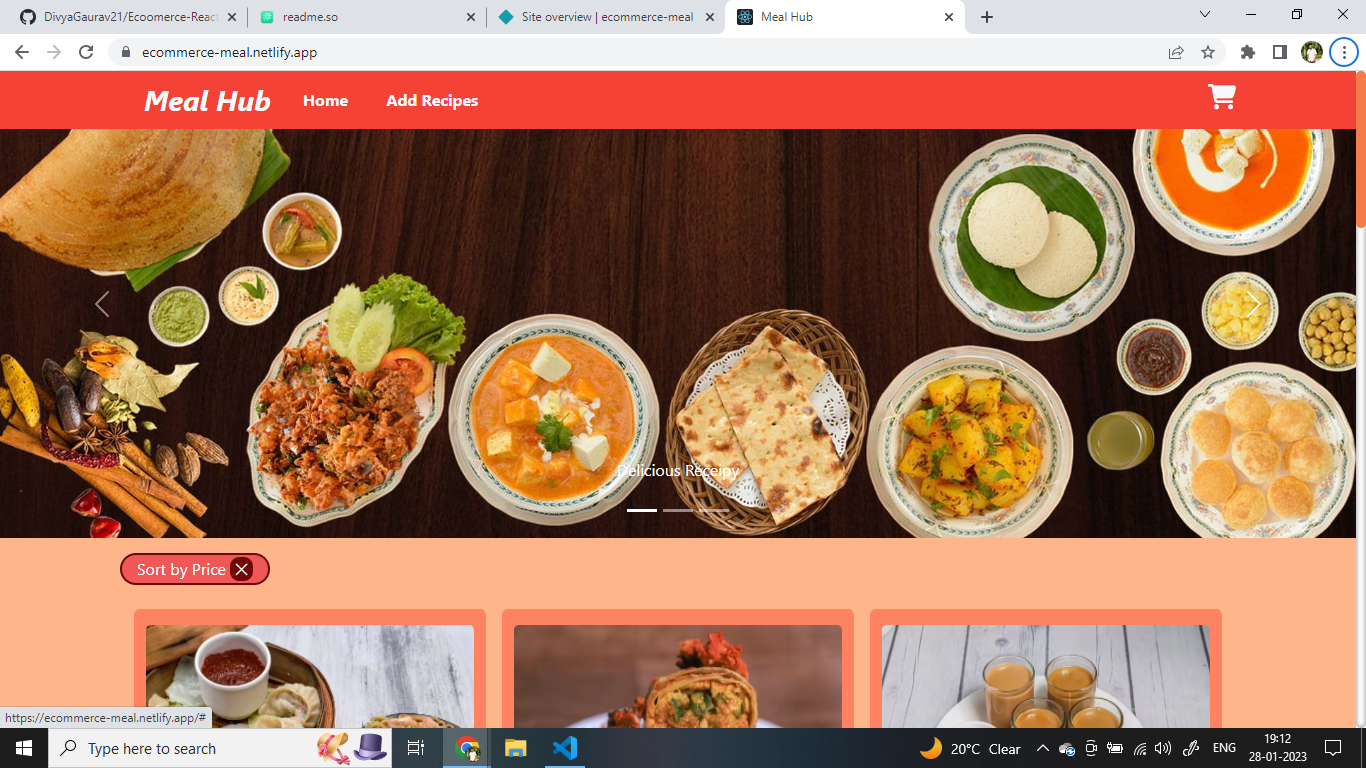 DivyaGaurav21/Ecoomerce-React
readme.so
Site overview | ecommerce-meal
Meal Hub
ecommerce-meal.netlify.app
Meal Hub
Home
Add Recipes
Delicious Receipy
Sort by Price
https://ecommerce-meal.netlify.app/#
Type here to search
20°C Clear
ENG
19:12
28-01-2023